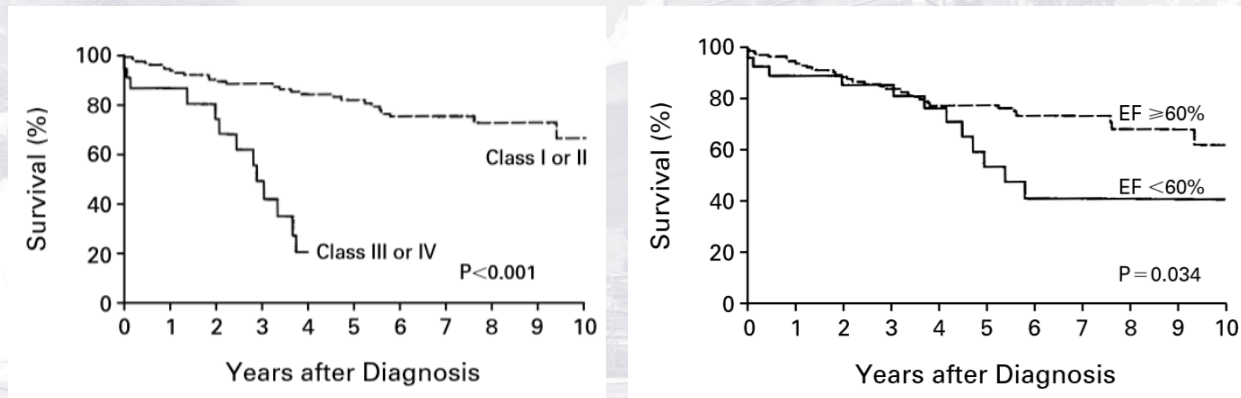 Survival (%)
100
80
60
40
20
0
Class I or II
Class III or IV
P<0.001
0 1 2 3 4 5 6 7 8 9 10
Years after Diagnosis
Survival (%)
100
80
60
40
20
0
EF ⩾60%
EF <60%
P=0.034
0 1 2 3 4 5 6 7 8 9 10
Years after Diagnosis